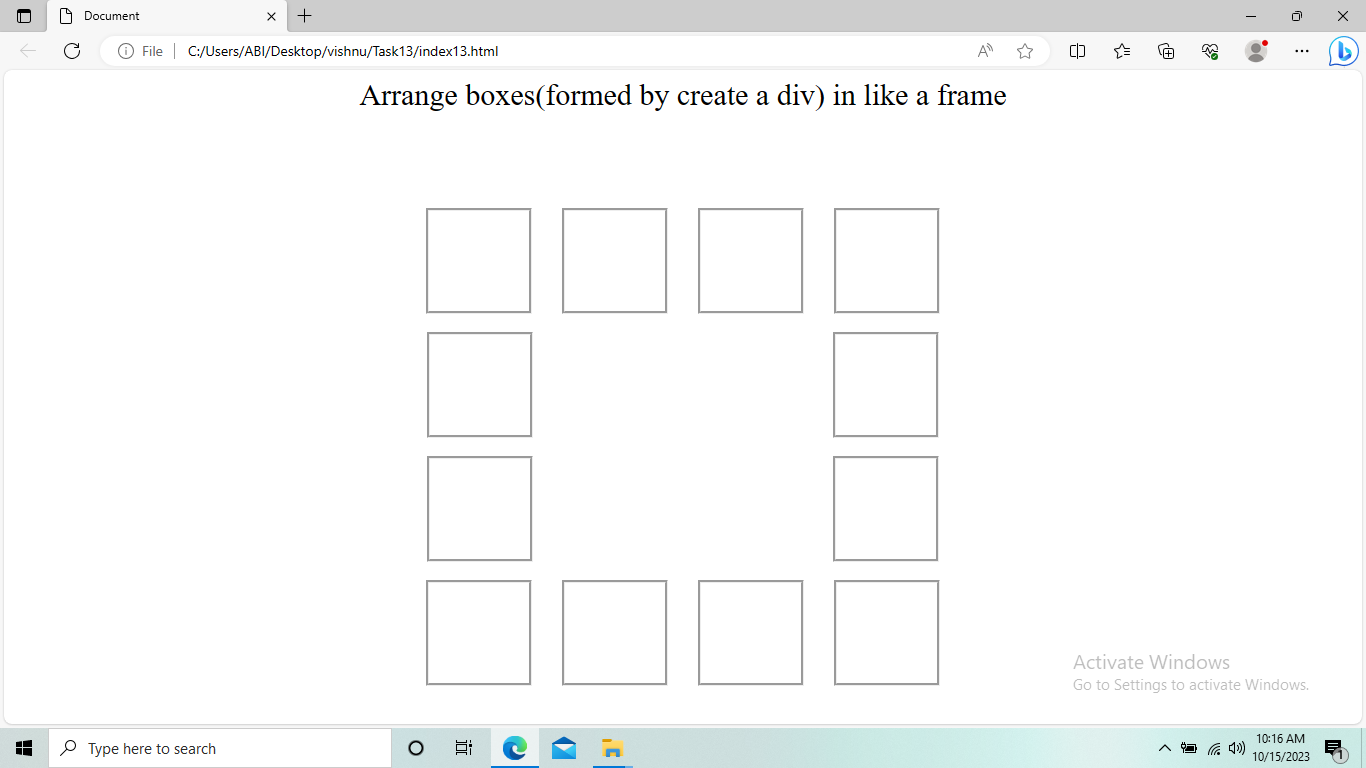 Document
File
C:/Users/ABI/Desktop/vishnu/Task13/index13.html
Arrange boxes(formed by create a div) in like a frame
Activate Windows
Go to Settings to activate Windows.
Type here to search
10:16 AM
10/15/2023
1